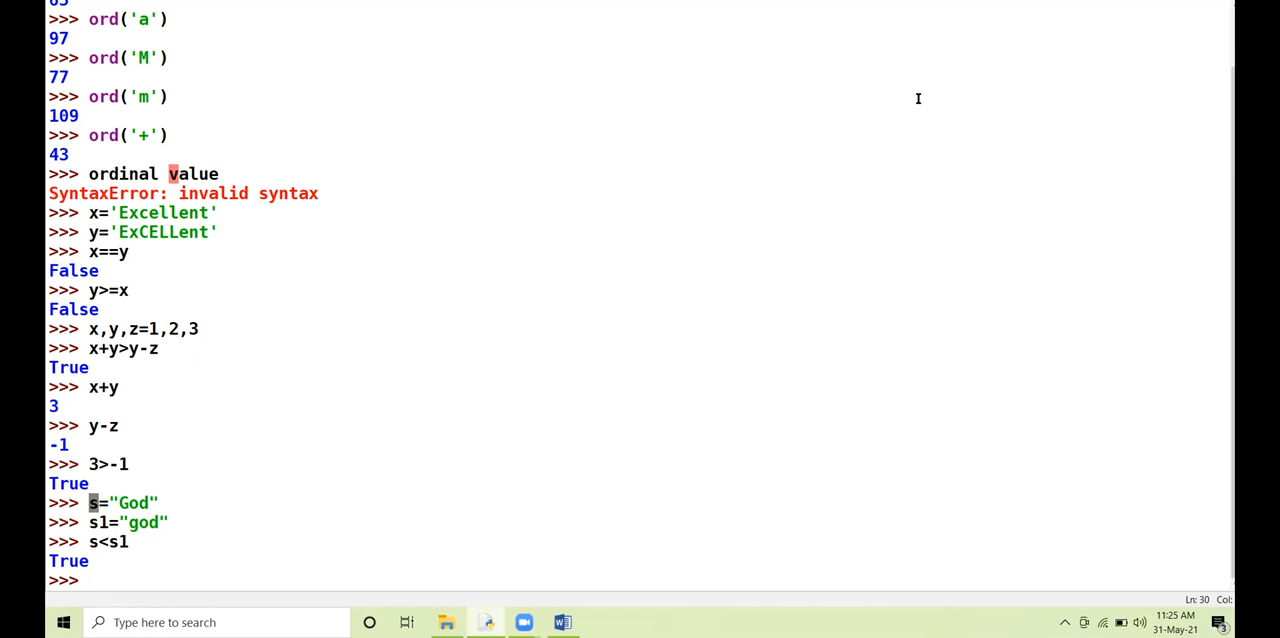 >>> ord('a')
97
>>> ord('M')
77
>>> ord('m')
109
>>> ord('+')
43
>>> ordinal value
SyntaxError: invalid syntax
>>> x='Excellent'
>>> y='ExCELLent'
>>> x==y
False
>>> y>=x
False
>>> x,y,z=1,2,3
>>> x+y>y-z
True
>>> x+y
3
>>> y-z
-1
>>> 3>-1
True
>>> s="God"
>>> s1="god"
>>> s<s1
True
>>>
Ln: 30 Col:
Type here to search
11:25 AM
31-May-21
3